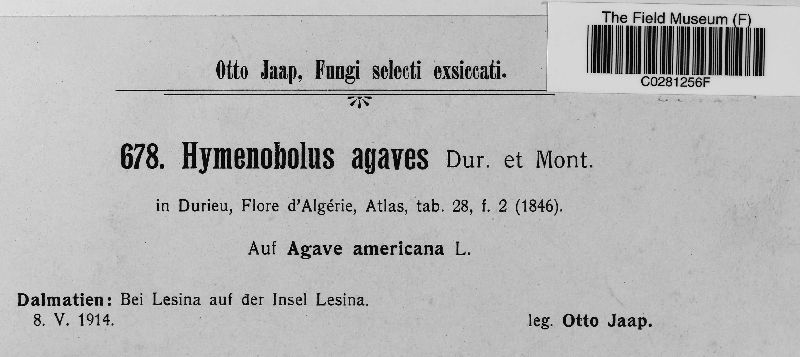 The Field Museum (F)
C0281256F
Otto Jaap, Fungi selecti exsiccati.
678. Hymenobolus agaves Dur. et Mont.
in Durieu, Flore d'Algérie, Atlas, tab. 28, f. 2 (1846).
Auf Agave americana L.
Dalmatien: Bei Lesina auf der Insel Lesina.
8. V. 1914. leg. Otto Jaap.